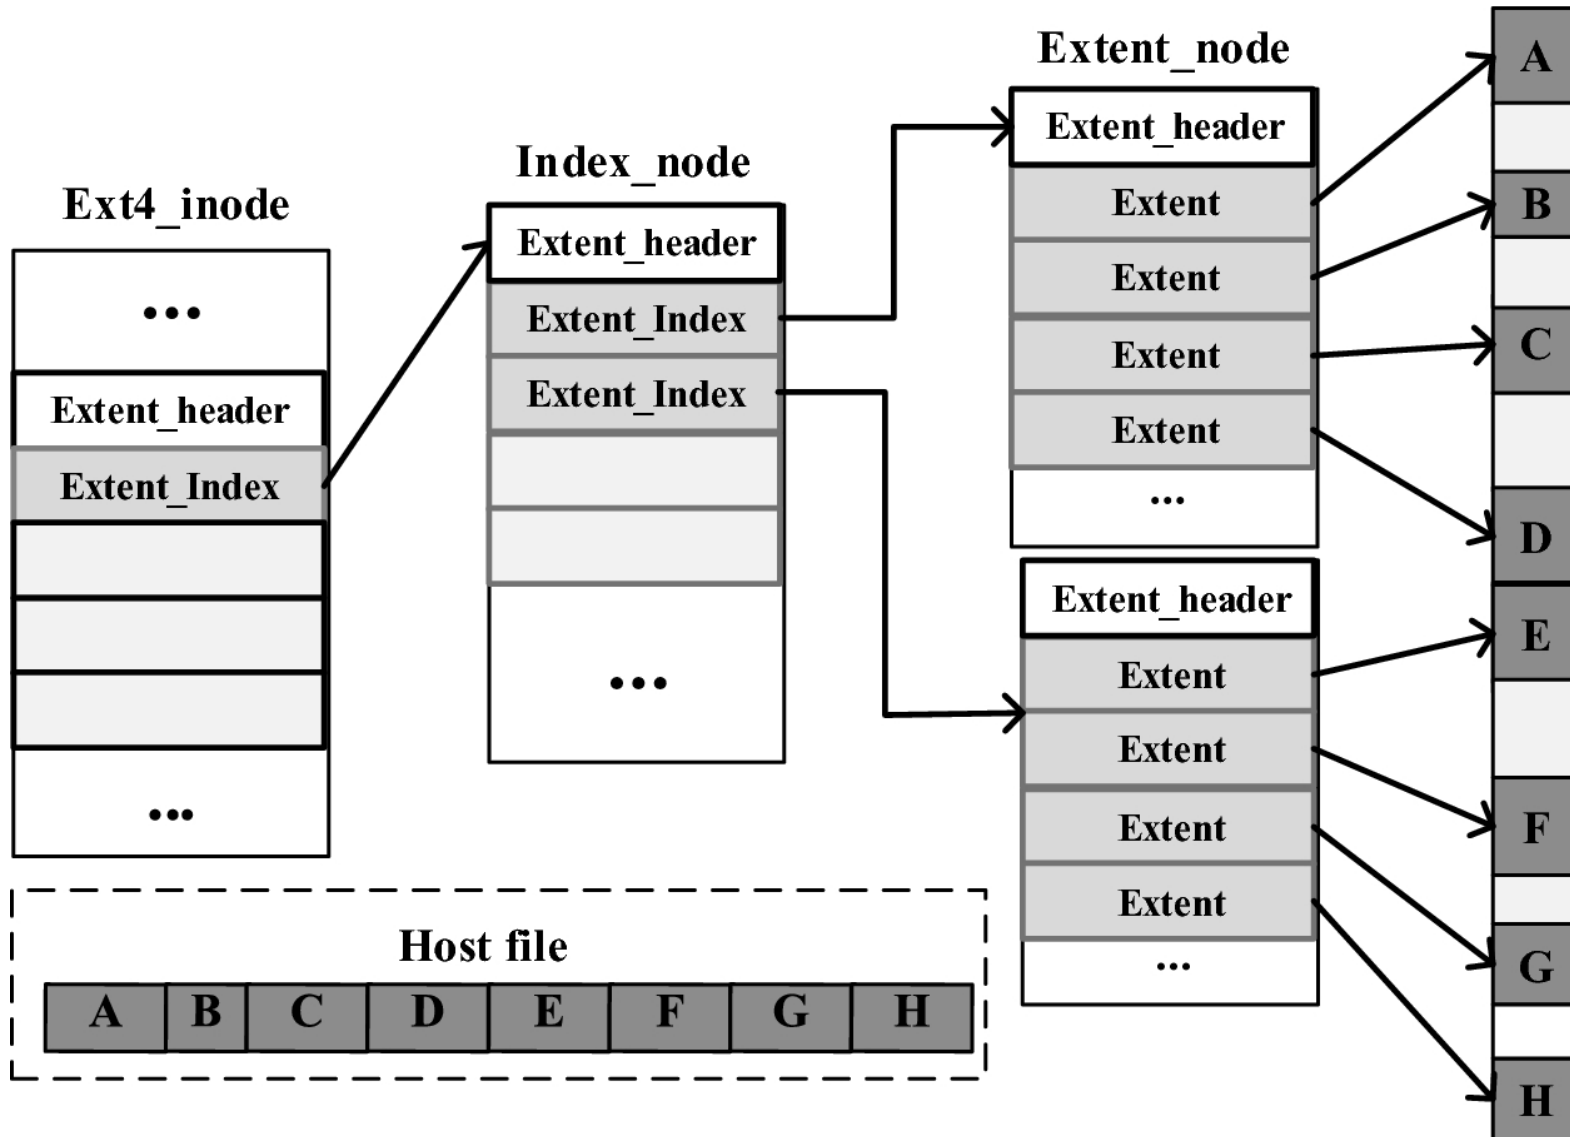 Ext4_inode
...
Extent_header
Extent_Index
...
Index_node
Extent_header
Extent_Index
Extent_Index
...
Extent_node
Extent_header
Extent
Extent
Extent
Extent
...
Extent_header
Extent
Extent
Extent
Extent
...
A
B
C
D
E
F
G
H
Host file
A B C D E F G H